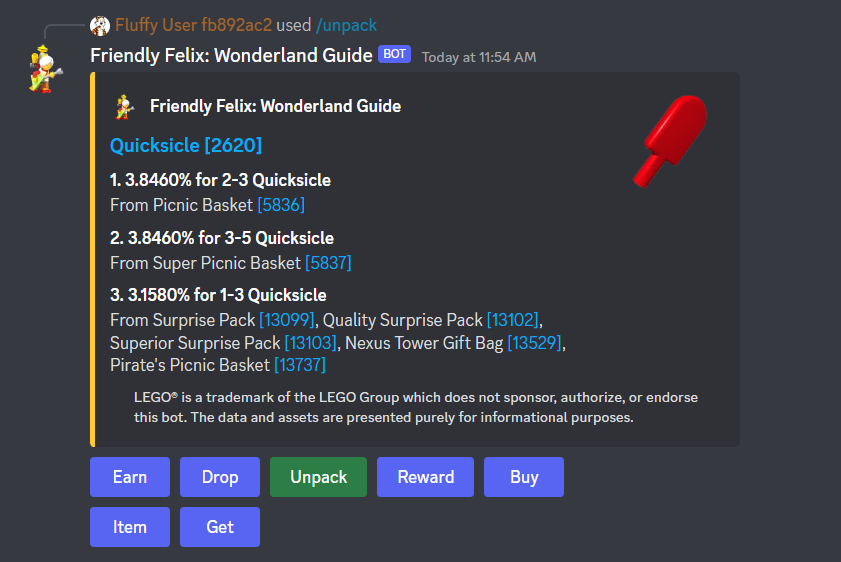 Fluffy User fb892ac2 used /unpack
Friendly Felix: Wonderland Guide BOT Today at 11:54 AM
Friendly Felix: Wonderland Guide
Quicksicle [2620]
1. 3.8460% for 2-3 Quicksicle
From Picnic Basket [5836]
2. 3.8460% for 3-5 Quicksicle
From Super Picnic Basket [5837]
3. 3.1580% for 1-3 Quicksicle
From Surprise Pack [13099], Quality Surprise Pack [13102],
Superior Surprise Pack [13103], Nexus Tower Gift Bag [13529],
Pirate's Picnic Basket [13737]
LEGO® is a trademark of the LEGO Group which does not sponsor, authorize, or endorse
this bot. The data and assets are presented purely for informational purposes.
Earn Drop Unpack Reward Buy
Item Get